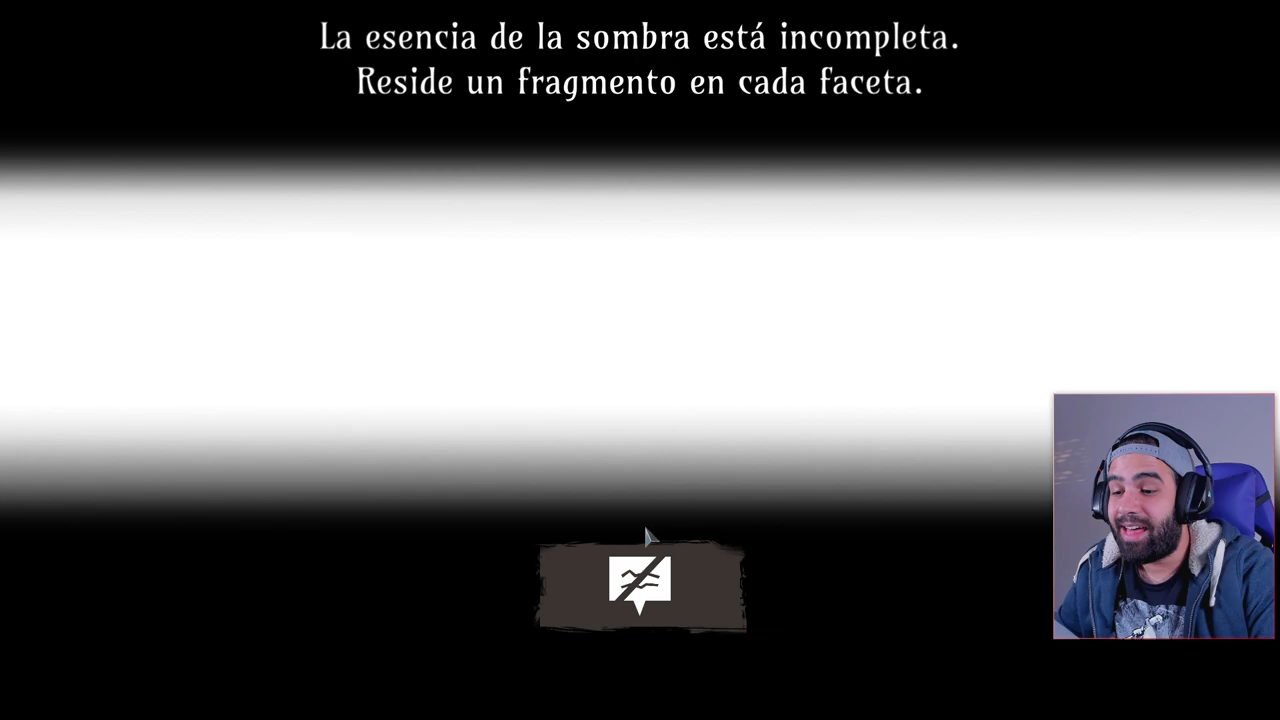 La esencia de la sombra está incompleta.
Reside un fragmento en cada faceta.